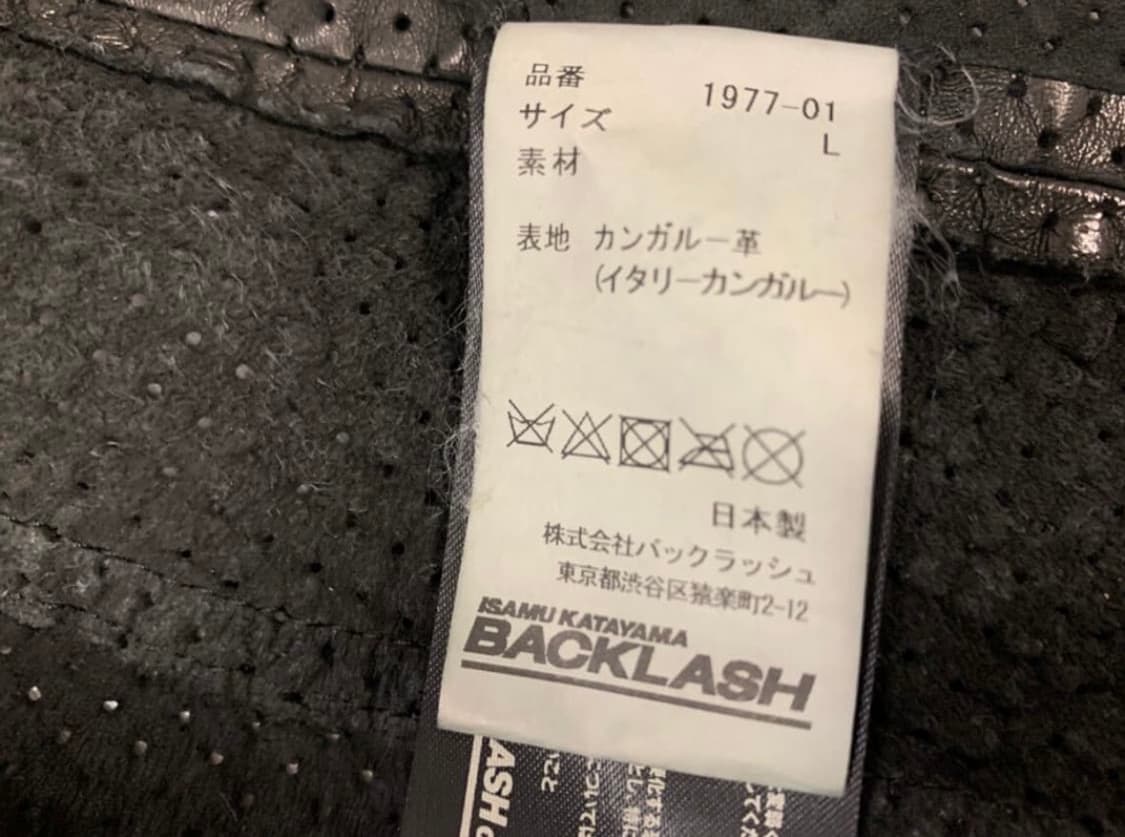 品番 1977-01
サイズ L
素材
表地 カンガルー革
(イタリーカンガルー)
日本製
株式会社バックラッシュ
東京都渋谷区猿楽町2-12
ISAMU KATAYAMA
BACKLASH